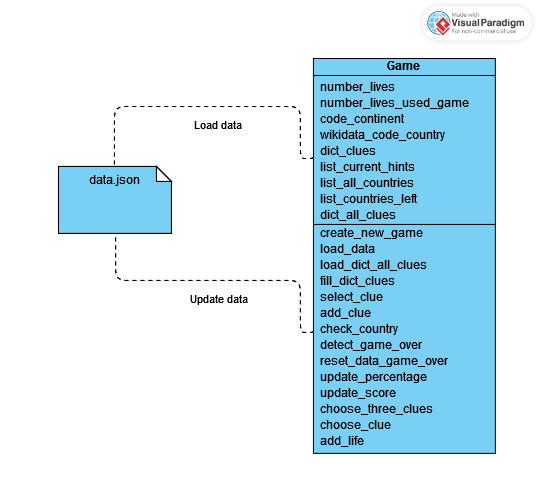 Made with
Visual Paradigm
For non-commercial use
Game
number_lives
number_lives_used_game
code_continent
wikidata_code_country
dict_clues
list_current_hints
list_all_countries
list_countries_left
dict_all_clues
create_new_game
load_data
load_dict_all_clues
fill_dict_clues
select_clue
add_clue
check_country
detect_game_over
reset_data_game_over
update_percentage
update_score
choose_three_clues
choose_clue
add_life
Load data
data.json
Update data